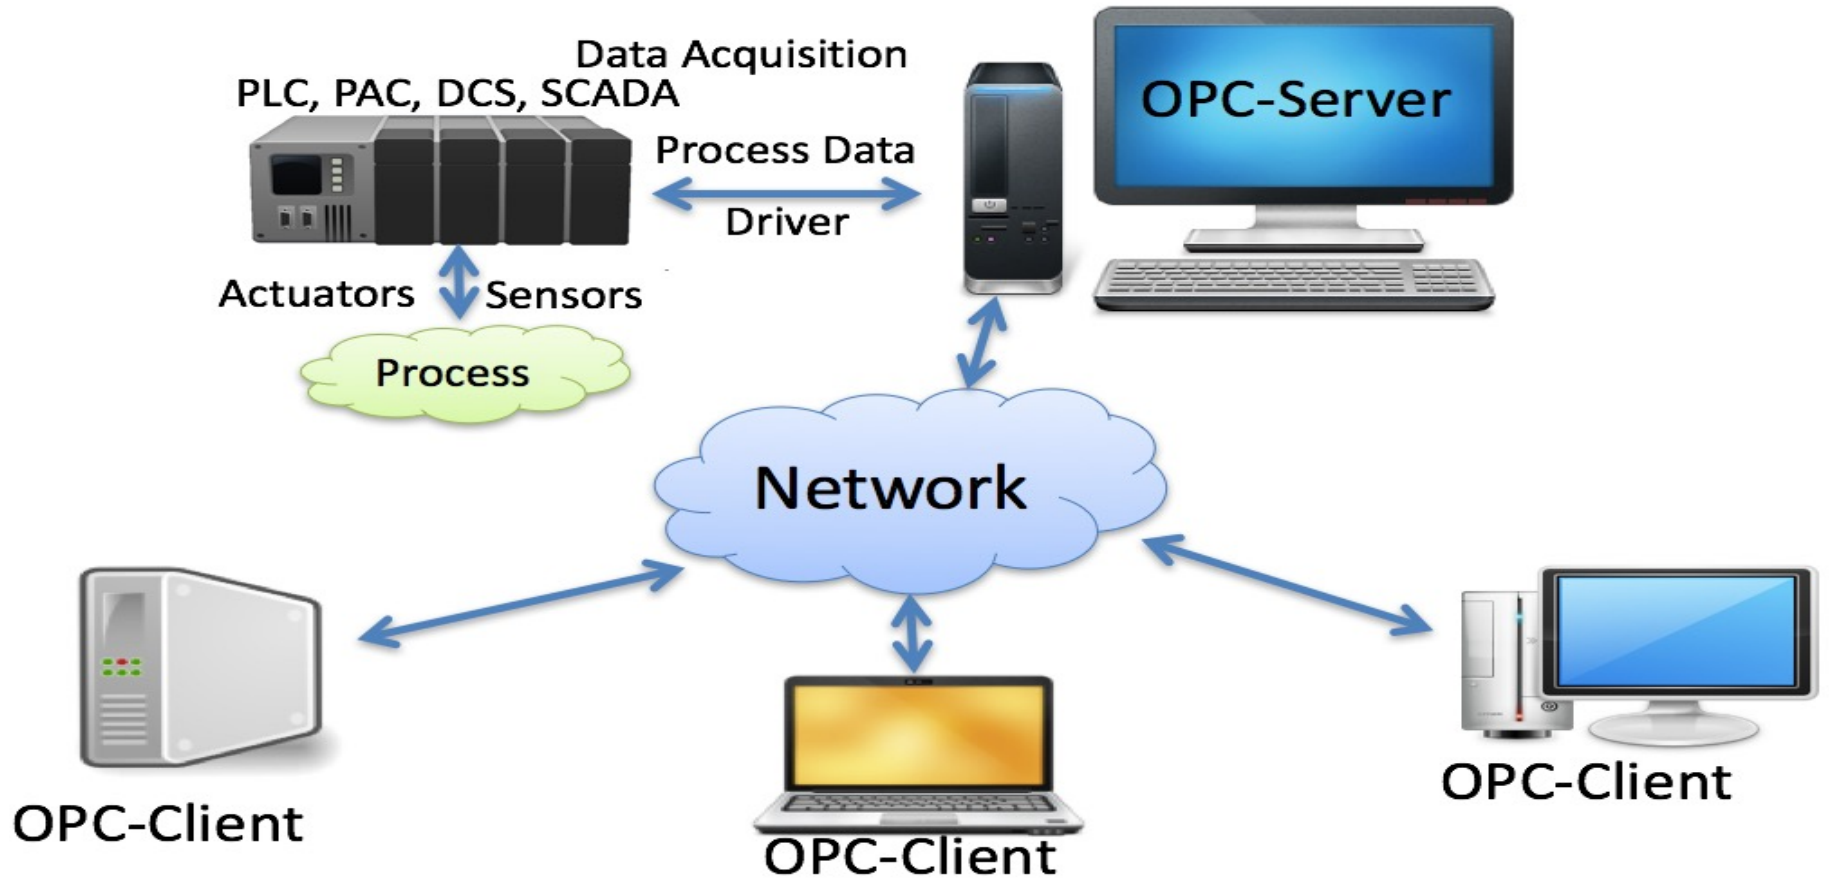 Data Acquisition
PLC, PAC, DCS, SCADA
OPC-Server
Process Data
Driver
Actuators
Sensors
Process
Network
OPC-Client
OPC-Client
OPC-Client